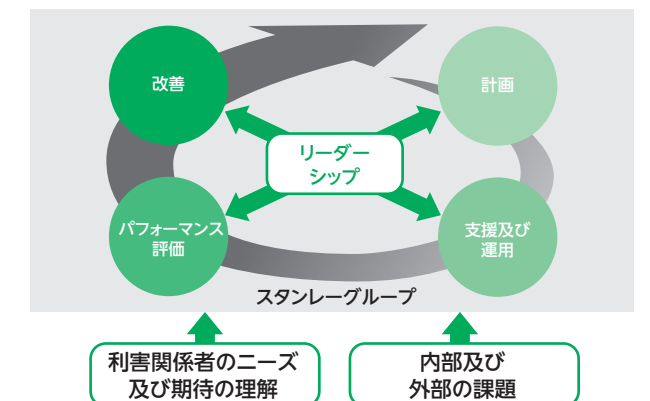 改善
計画
リーダー
シップ
パフォーマンス
評価
支援及び
運用
スタンレーグループ
利害関係者のニーズ
及び期待の理解
内部及び
外部の課題